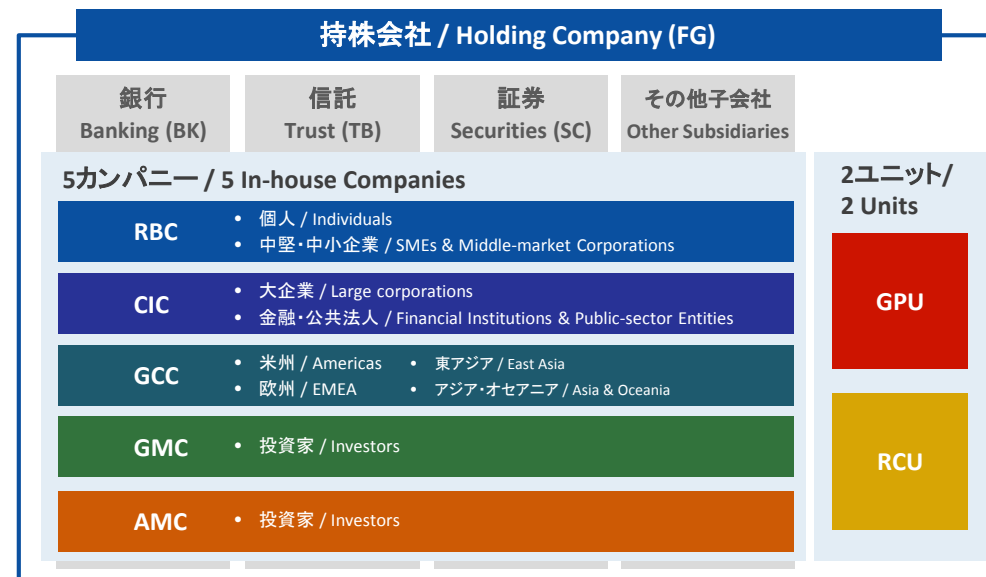 持株会社 / Holding Company (FG)
銀行
Banking (BK)
信託
Trust (TB)
証券
Securities (SC)
その他子会社
Other Subsidiaries
5カンパニー / 5 In-house Companies
RBC
• 個人 / Individuals
• 中堅・中小企業 / SMEs & Middle-market Corporations
CIC
• 大企業 / Large corporations
• 金融・公共法人 / Financial Institutions & Public-sector Entities
GCC
• 米州 / Americas • 東アジア / East Asia
• 欧州 / EMEA • アジア・オセアニア / Asia & Oceania
GMC
• 投資家 / Investors
AMC
• 投資家 / Investors
2ユニット/
2 Units
GPU
RCU